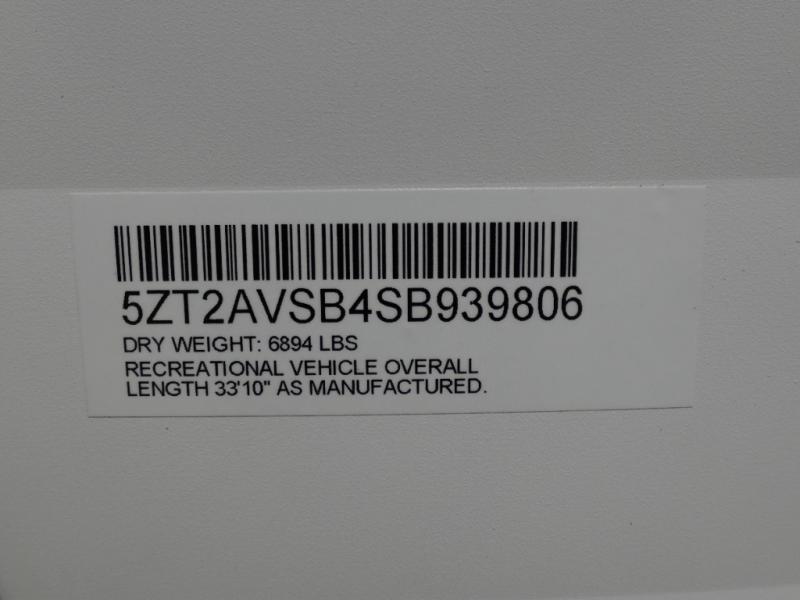 5ZT2AVSB4SB939806
DRY WEIGHT: 6894 LBS
RECREATIONAL VEHICLE OVERALL
LENGTH 33'10" AS MANUFACTURED.